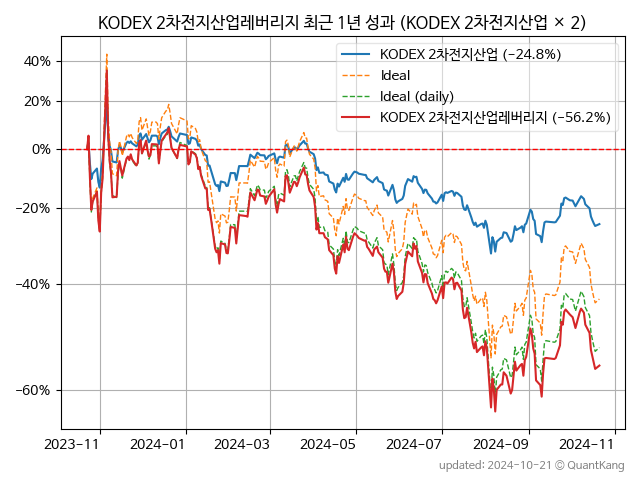 KODEX 2차전지산업레버리지 최근 1년 성과 (KODEX 2차전지산업 × 2)
KODEX 2차전지산업 (−24.8%)
Ideal
Ideal (daily)
KODEX 2차전지산업레버리지 (−56.2%)
40%
20%
0%
−20%
−40%
−60%
2023-11 2024-01 2024-03 2024-05 2024-07 2024-09 2024-11
updated: 2024-10-21 © QuantKang